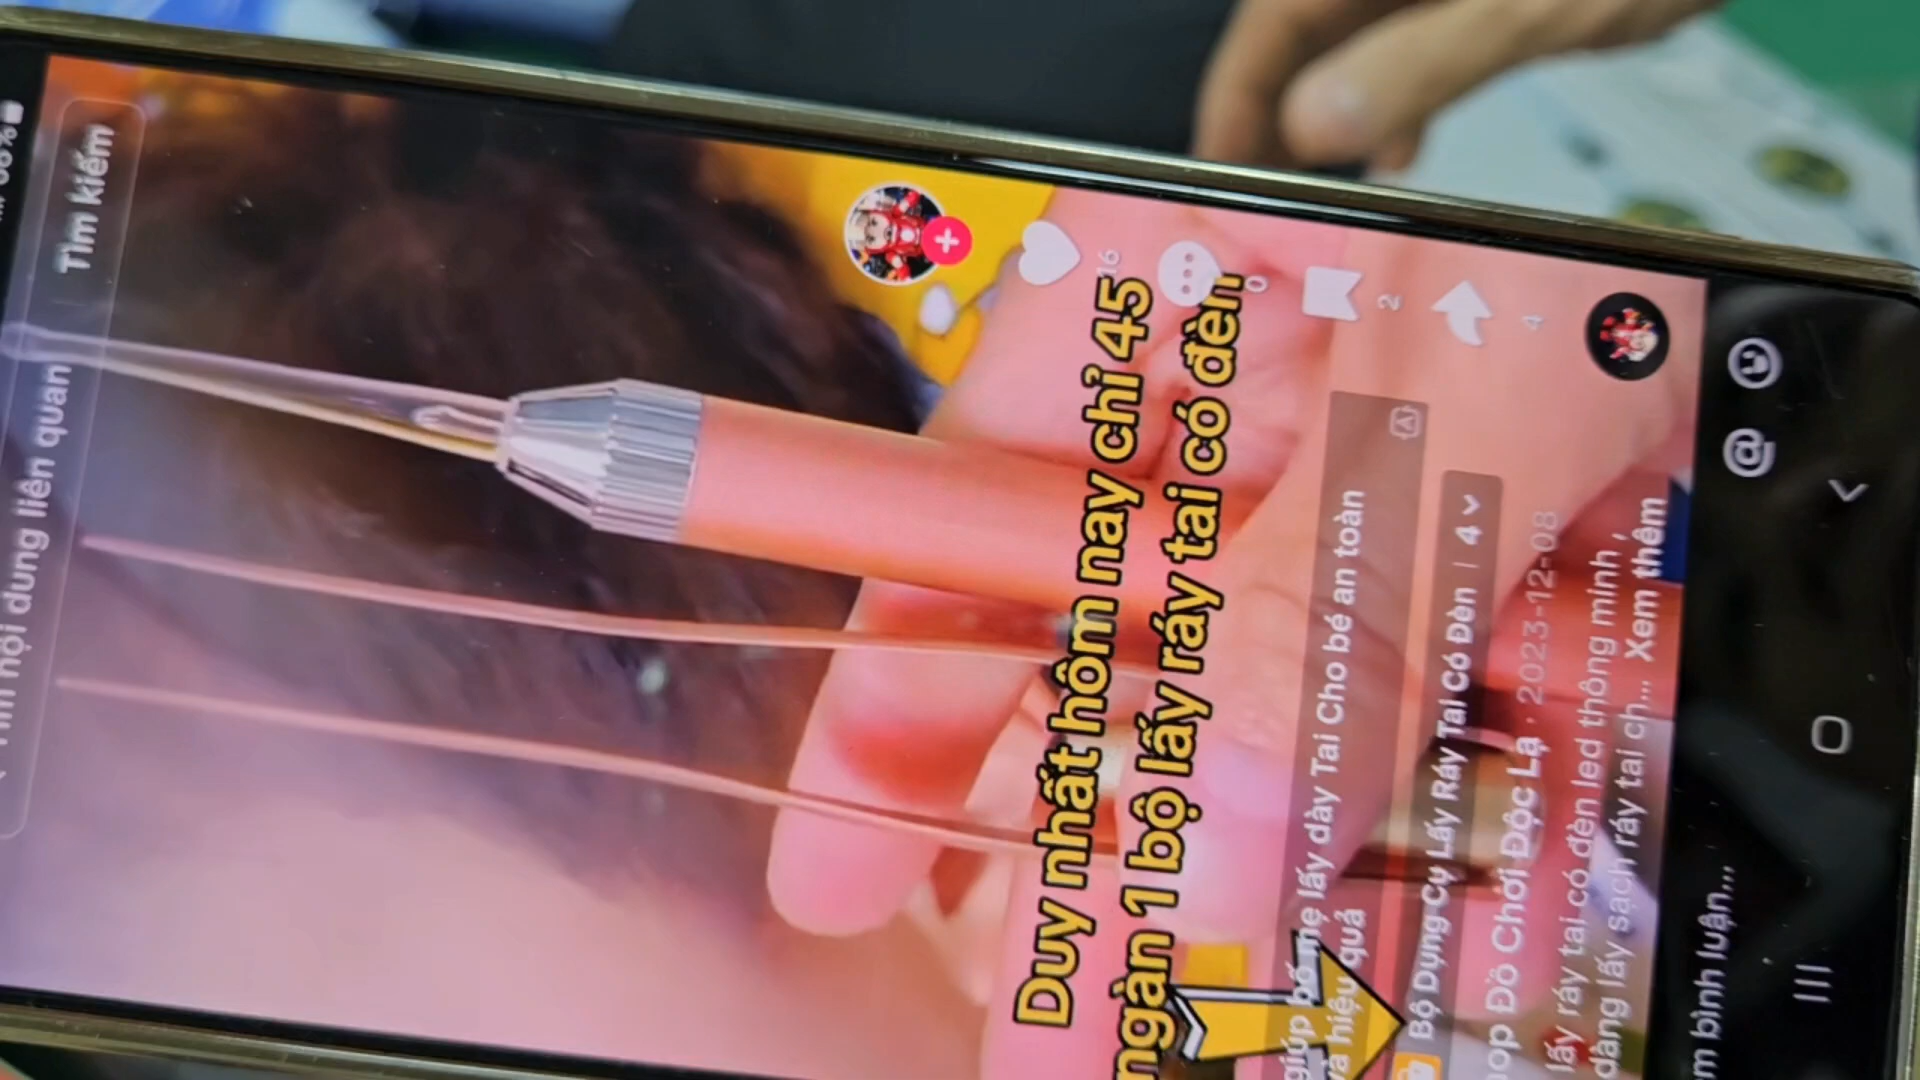 66%
Tìm nội dung liên quan
Tìm kiếm
16
0
2
4
Duy nhất hôm nay chỉ 45
ngàn 1 bộ lấy ráy tai có đèn
giúp bố mẹ lấy dày Tai Cho bé an toàn
và hiệu quả
Bộ Dụng Cụ Lấy Ráy Tai Có Đèn | 4
Đồ Chơi Độc Lạ · 2023-12-08
lấy ráy tai có đèn led thông minh ,
dàng lấy sạch ráy tai ch... Xem thêm
bình luận...
@